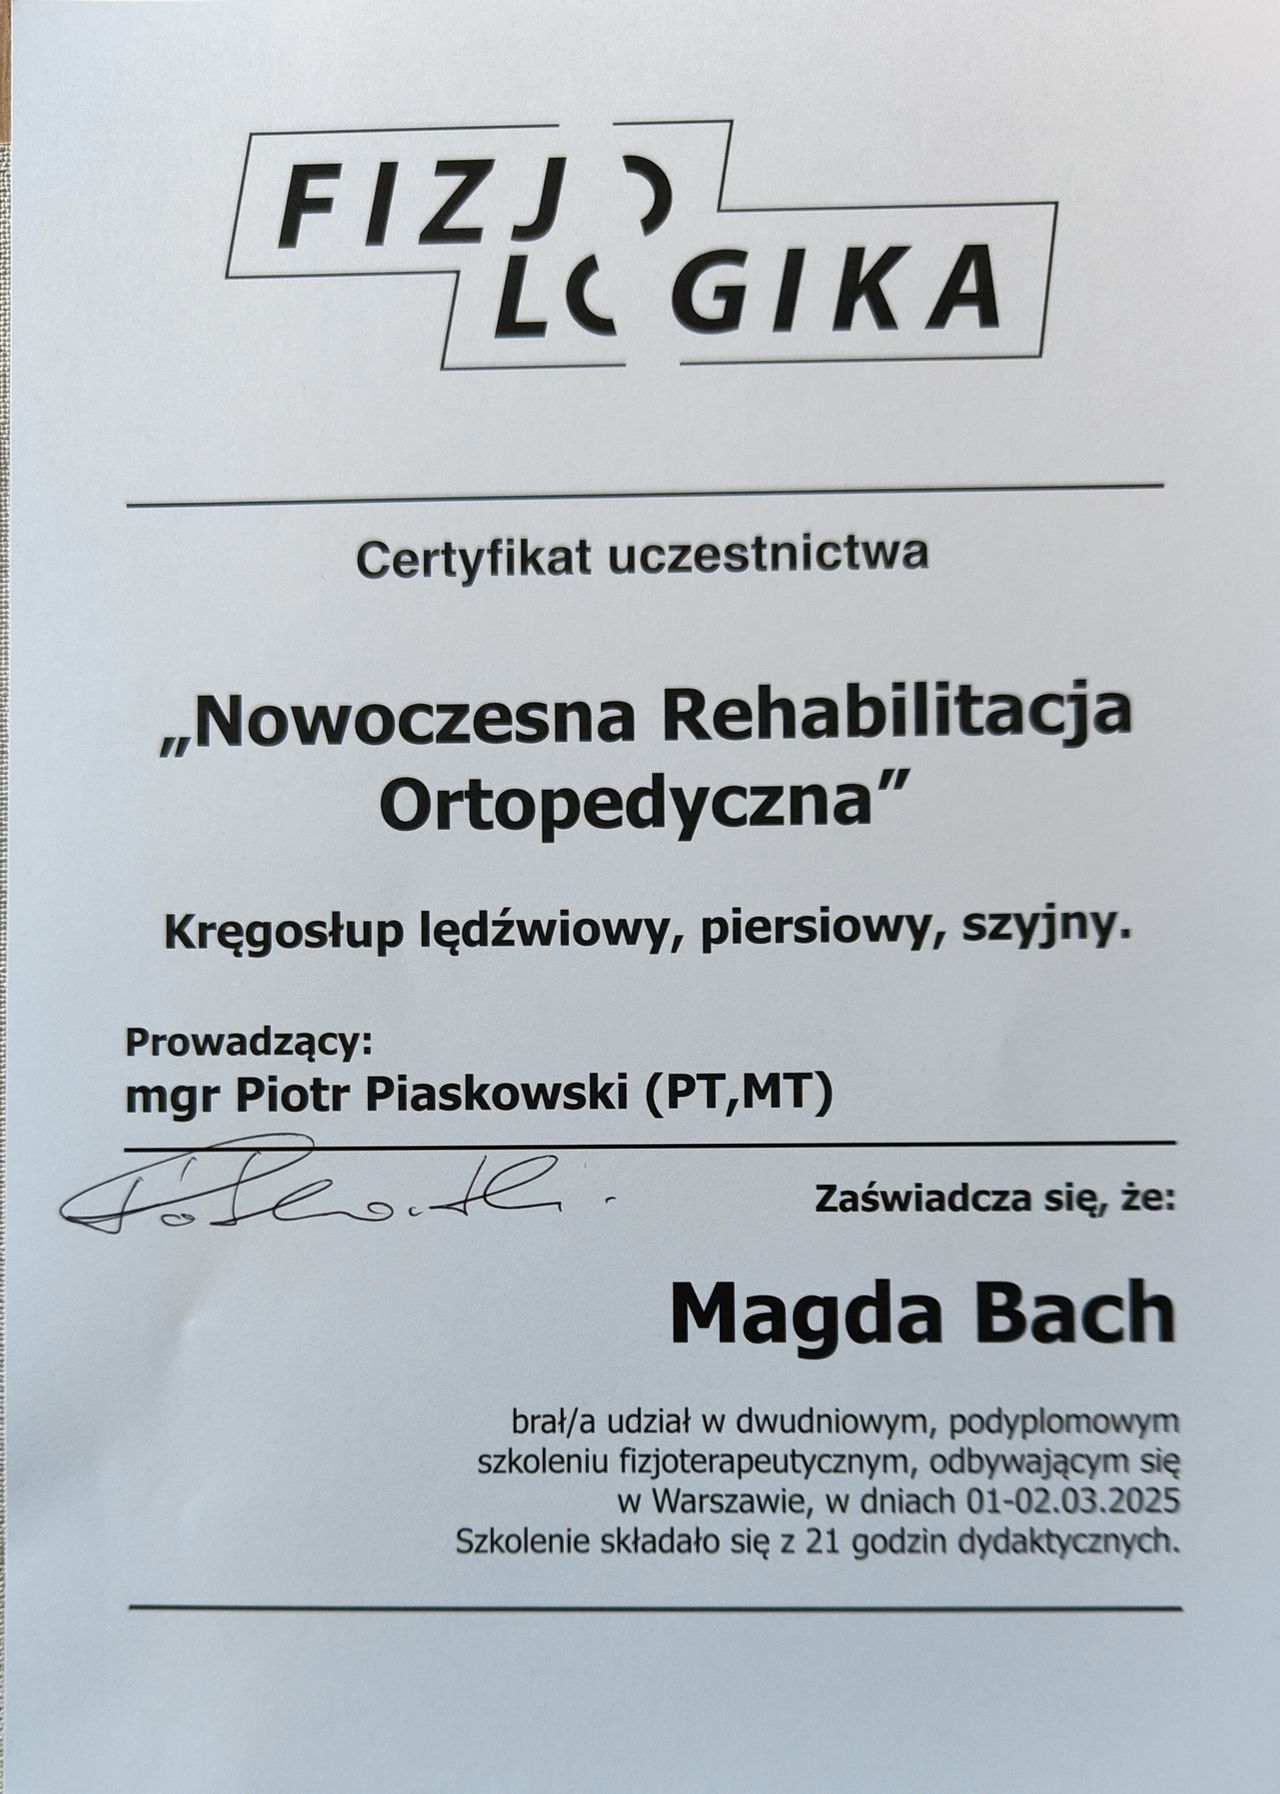 FIZJO
LOGIKA
Certyfikat uczestnictwa
„Nowoczesna Rehabilitacja
Ortopedyczna”
Kręgosłup lędźwiowy, piersiowy, szyjny.
Prowadzący:
mgr Piotr Piaskowski (PT,MT)
Zaświadcza się, że:
Magda Bach
brał/a udział w dwudniowym, podyplomowym
szkoleniu fizjoterapeutycznym, odbywającym się
w Warszawie, w dniach 01-02.03.2025
Szkolenie składało się z 21 godzin dydaktycznych.